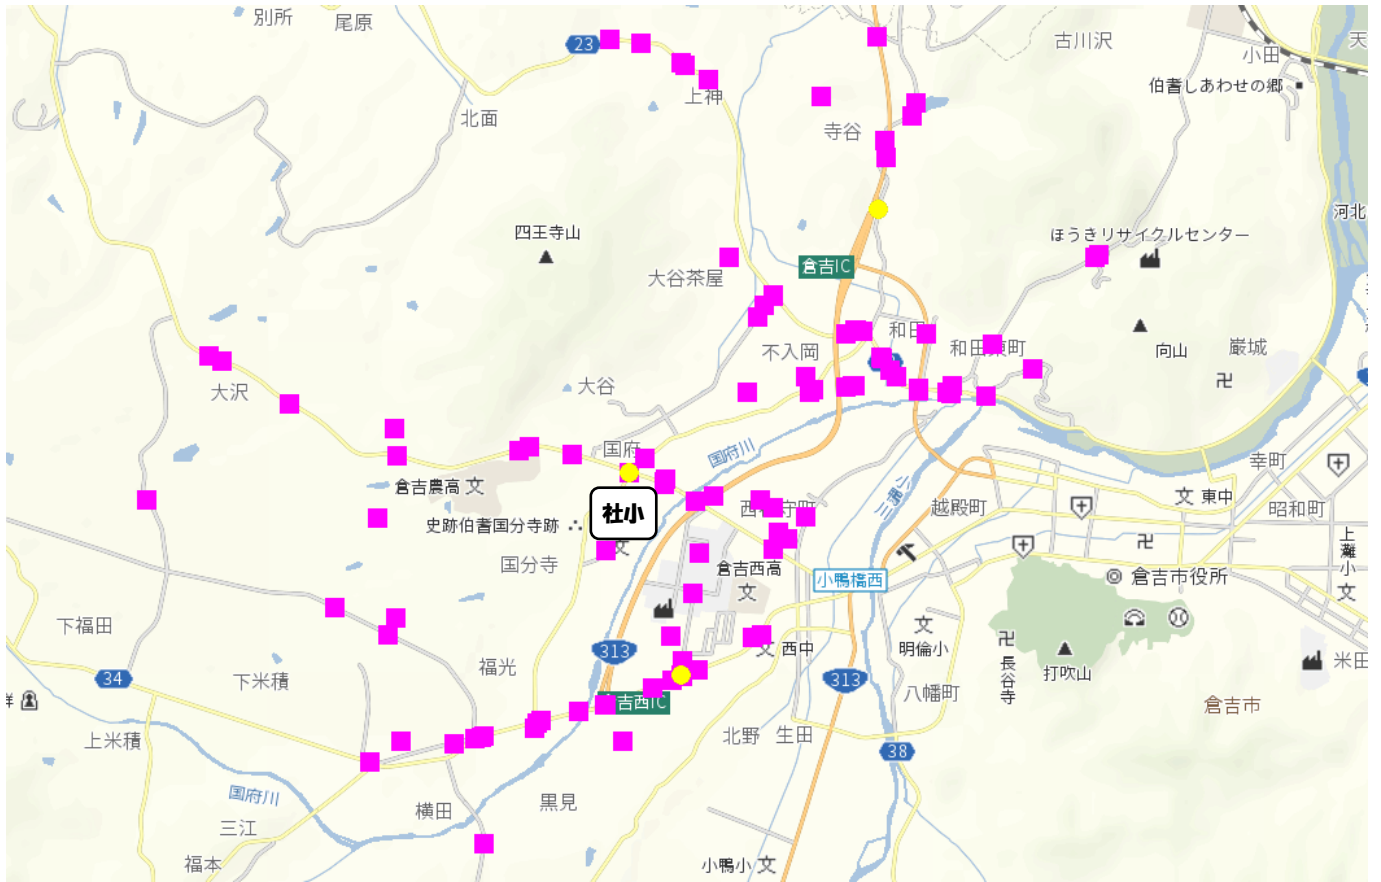 別所
尾原
23
古川沢
天
小田
伯耆しあわせの郷
上神
北面
寺谷
河北
四王寺山
ほうきリサイクルセンター
大谷茶屋
倉吉IC
和田
和田東町
不入岡
向山
巌城
大沢
大谷
国府
国府川
幸町
倉吉農高
東中
昭和町
越殿町
小鴨川
杜小
史跡伯耆国分寺跡
上灘小
国分寺
倉吉西高
小鴨橋西
倉吉市役所
下福田
明倫小
西中
313
福光
長谷寺
打吹山
米田
34
下米積
313
八幡町
吉西IC
倉吉市
上米積
北野
生田
38
国府川
横田
黒見
三江
福本
小鴨小